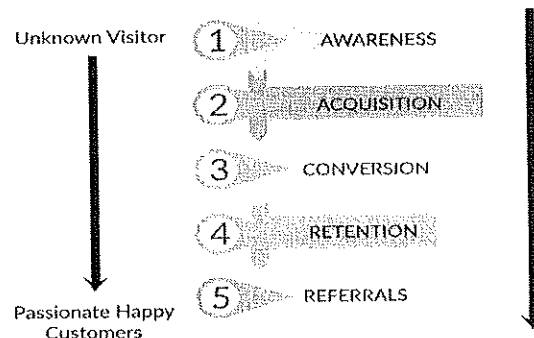 Unknown Visitor
1 AWARENESS
2 ACQUISITION
3 CONVERSION
4 RETENTION
5 REFERRALS
Passionate Happy
Customers